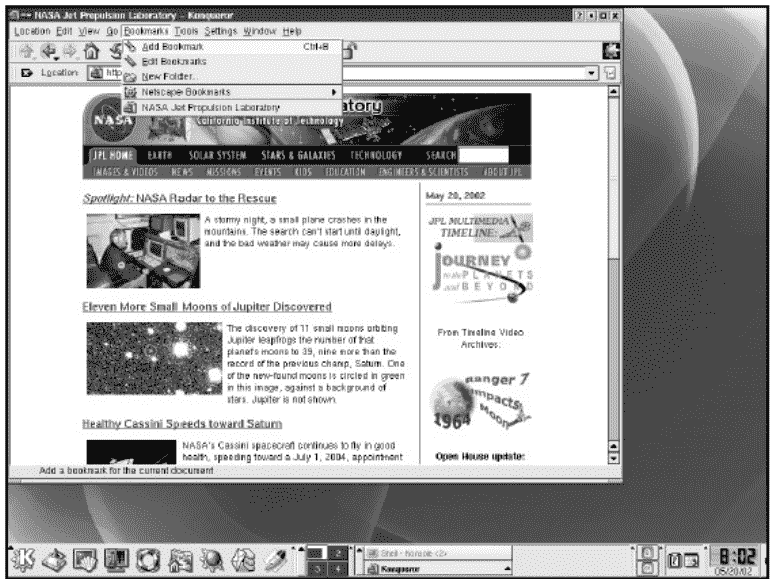 NASA Jet Propulsion Laboratory - Konqueror
Location Edit View Go Bookmarks Tools Settings Window Help
Add Bookmark Ctrl+B
Edit Bookmarks
New Folder...
Netscape Bookmarks
NASA Jet Propulsion Laboratory
Location: http
NASA
California Institute of Technology
JPL HOME EARTH SOLAR SYSTEM STARS & GALAXIES TECHNOLOGY SEARCH
IMAGES & VIDEOS NEWS MISSIONS EVENTS KIDS EDUCATION ENGINEERS & SCIENTISTS ABOUT JPL
Spotlight: NASA Radar to the Rescue
A stormy night, a small plane crashes in the
mountains. The search can't start until daylight,
and the bad weather may cause more delays.
Eleven More Small Moons of Jupiter Discovered
The discovery of 11 small moons orbiting
Jupiter leapfrogs the number of that
planet's moons to 39, nine more than the
record of the previous champ, Saturn. One
of the new-found moons is circled in green
in this image, against a background of
stars. Jupiter is not shown.
Healthy Cassini Speeds toward Saturn
NASA's Cassini spacecraft continues to fly in good
health, speeding toward a July 1, 2004, appointment
May 20, 2002
JPL MULTIMEDIA
TIMELINE:
JOURNEY
to the PLANETS
and BEYOND
From Timeline Video
Archives:
Ranger 7
Impacts
Moon
1964
Open House update:
Add a bookmark for the current document
2
3 4
Shell - Konsole <2>
Konqueror
8:02
05/20/02